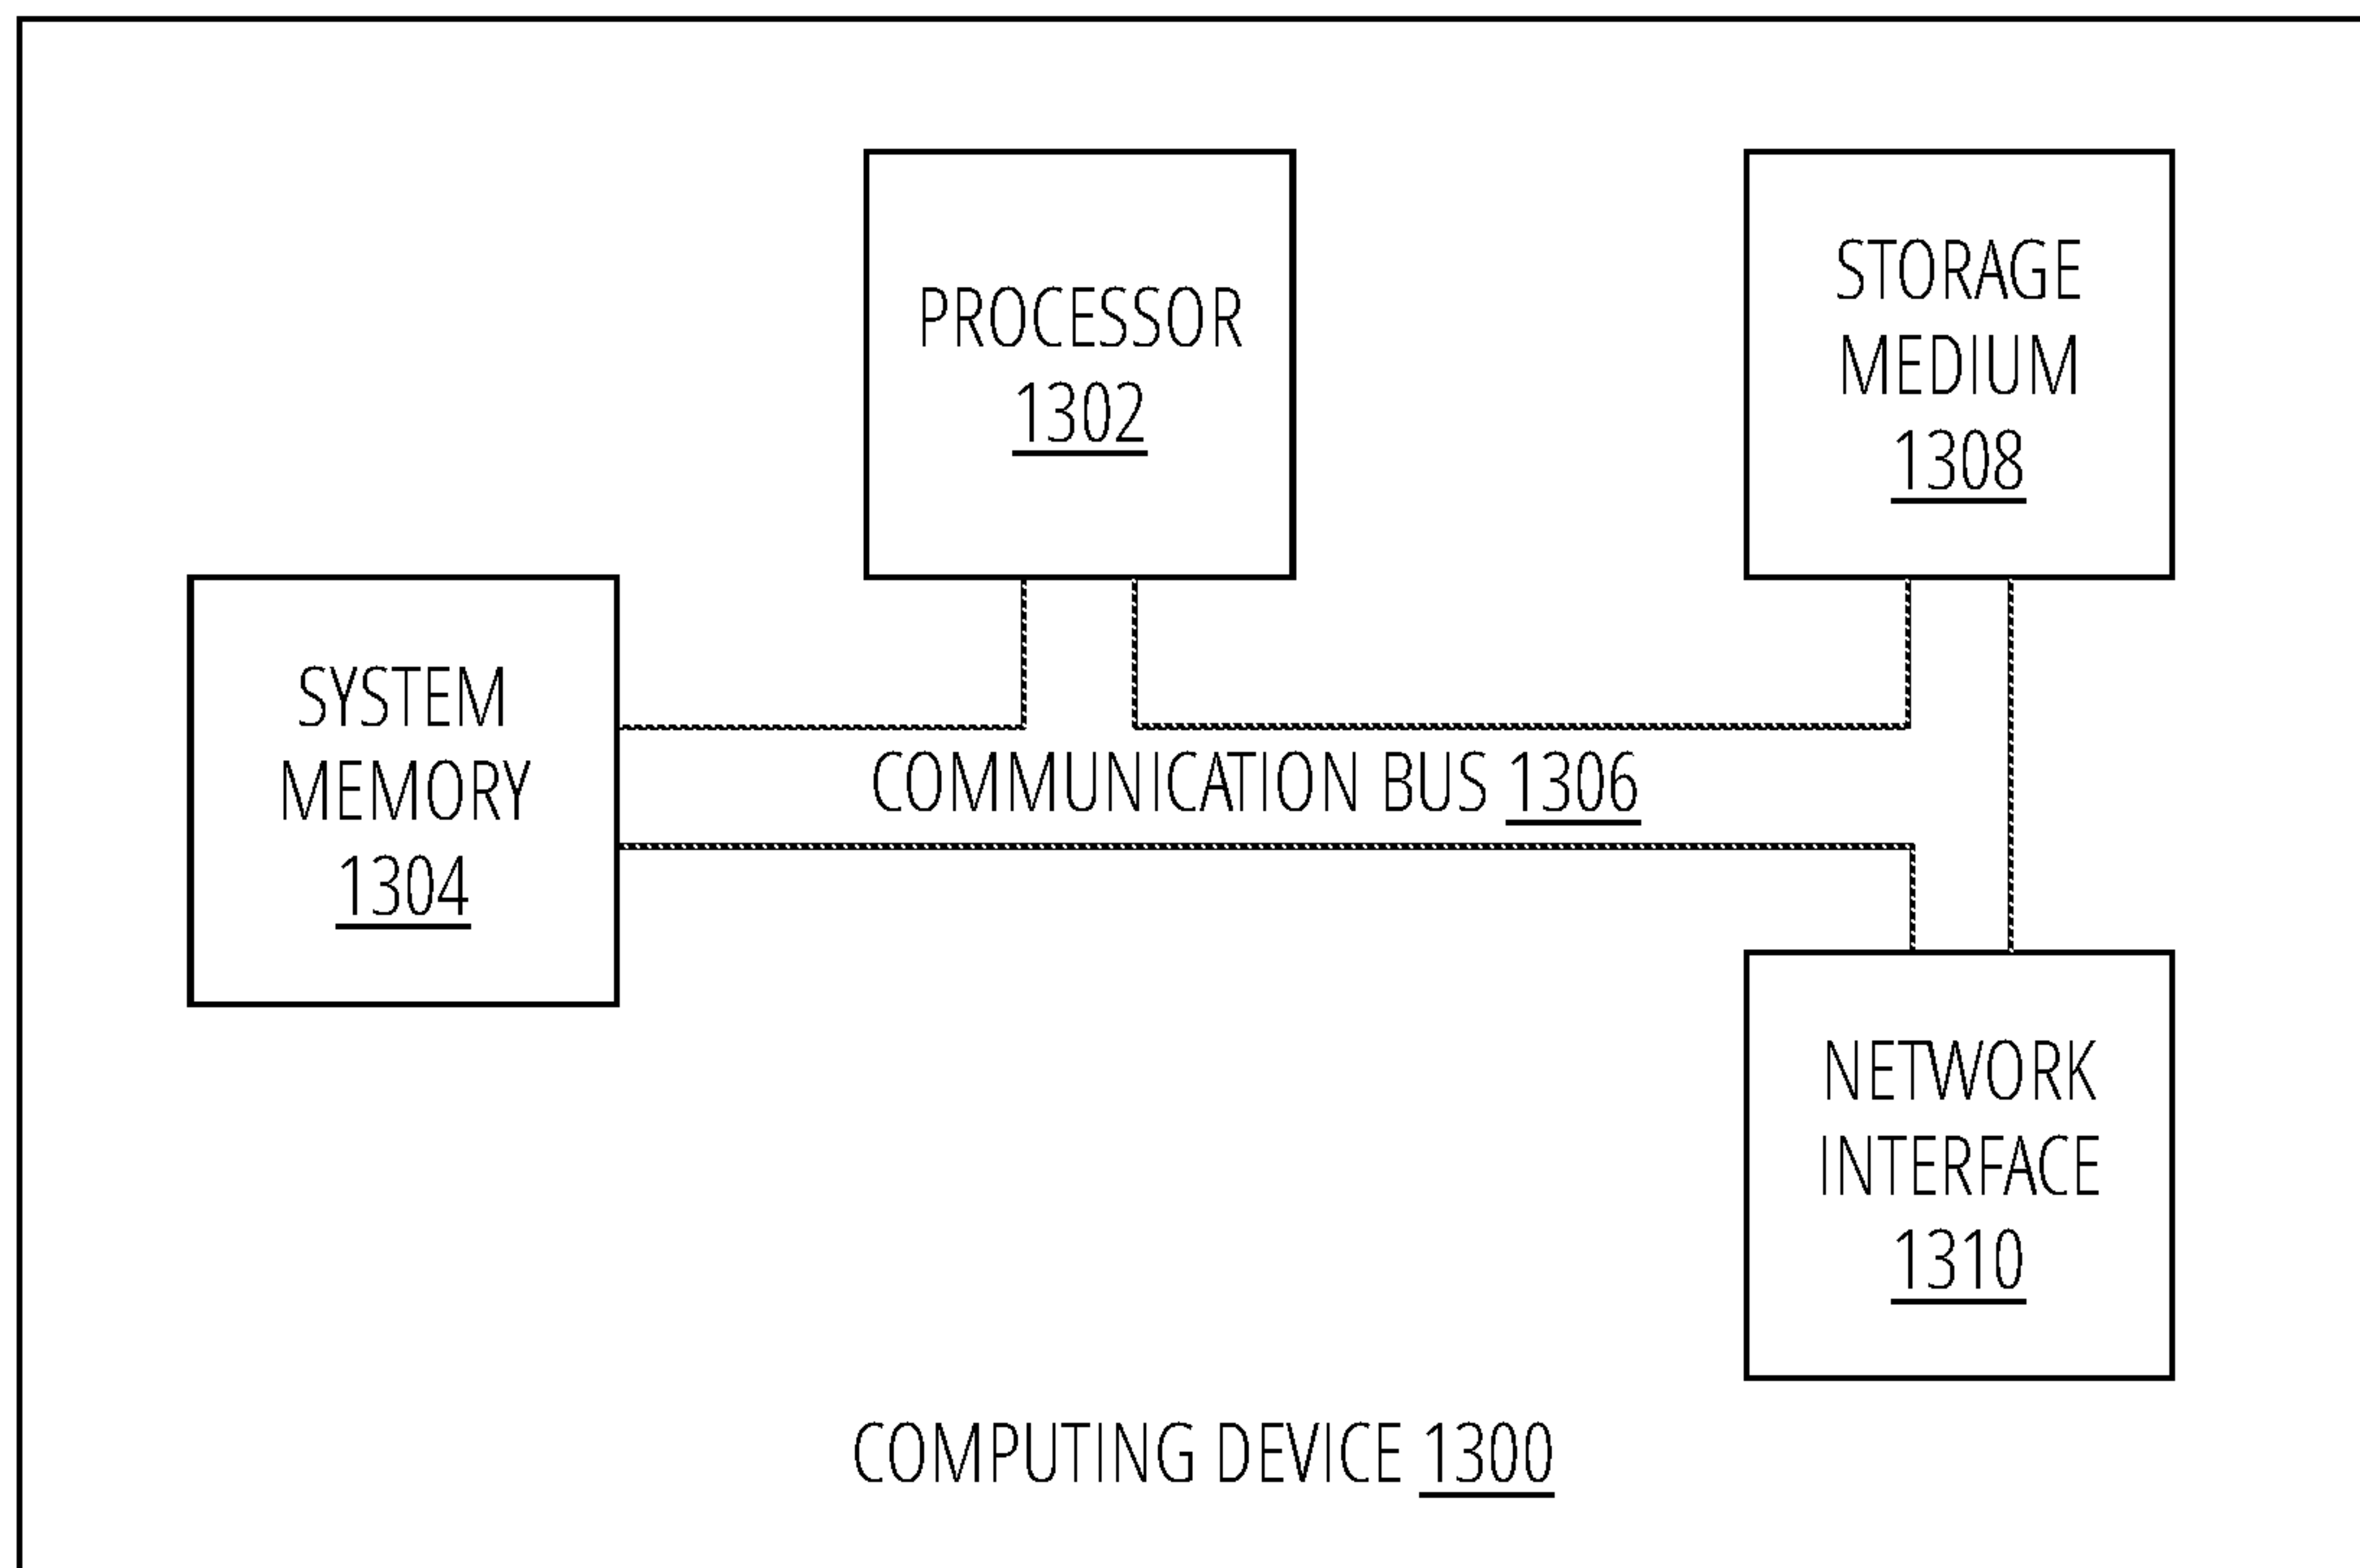 PROCESSOR
1302
STORAGE
MEDIUM
1308
SYSTEM
MEMORY
1304
COMMUNICATION BUS 1306
NETWORK
INTERFACE
1310
COMPUTING DEVICE 1300